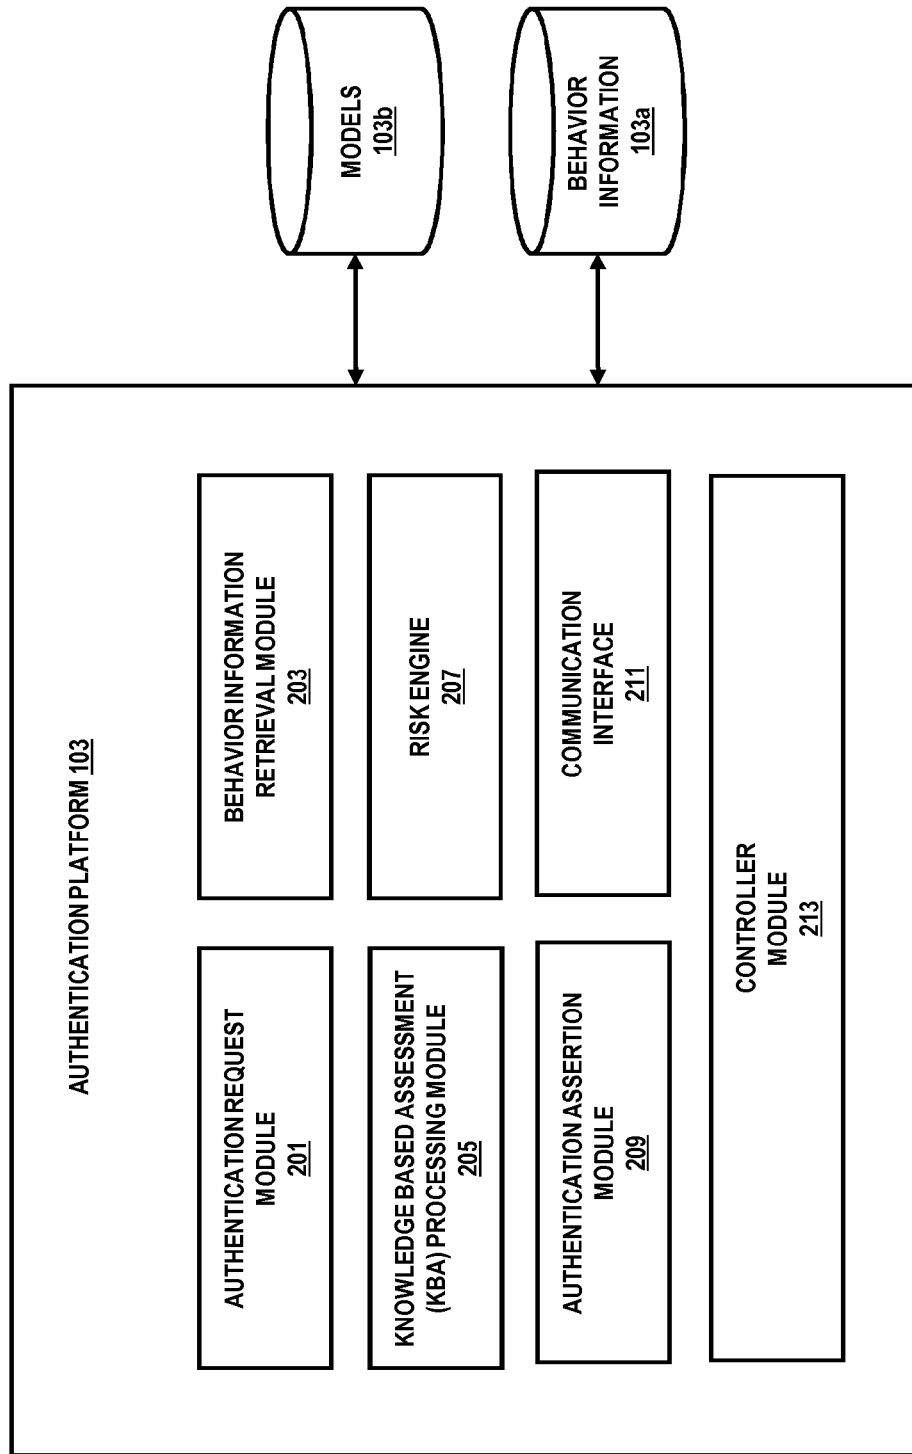 AUTHENTICATION PLATFORM 103
AUTHENTICATION REQUEST
MODULE
201
BEHAVIOR INFORMATION
RETRIEVAL MODULE
203
KNOWLEDGE BASED ASSESSMENT
(KBA) PROCESSING MODULE
205
RISK ENGINE
207
AUTHENTICATION ASSERTION
MODULE
209
COMMUNICATION
INTERFACE
211
CONTROLLER
MODULE
213
MODELS
103b
BEHAVIOR
INFORMATION
103a